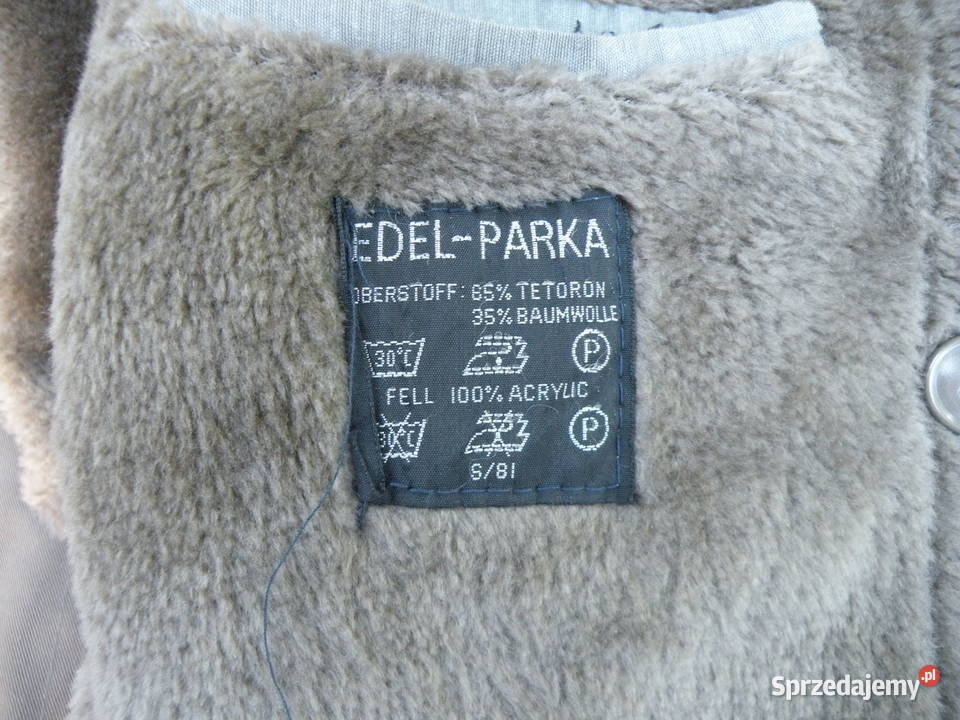 EDEL-PARKA
OBERSTOFF: 65% TETORON
35% BAUMWOLLE
30°C P
FELL 100% ACRYLIC
30°C P
S/81
Sprzedajemy.pl